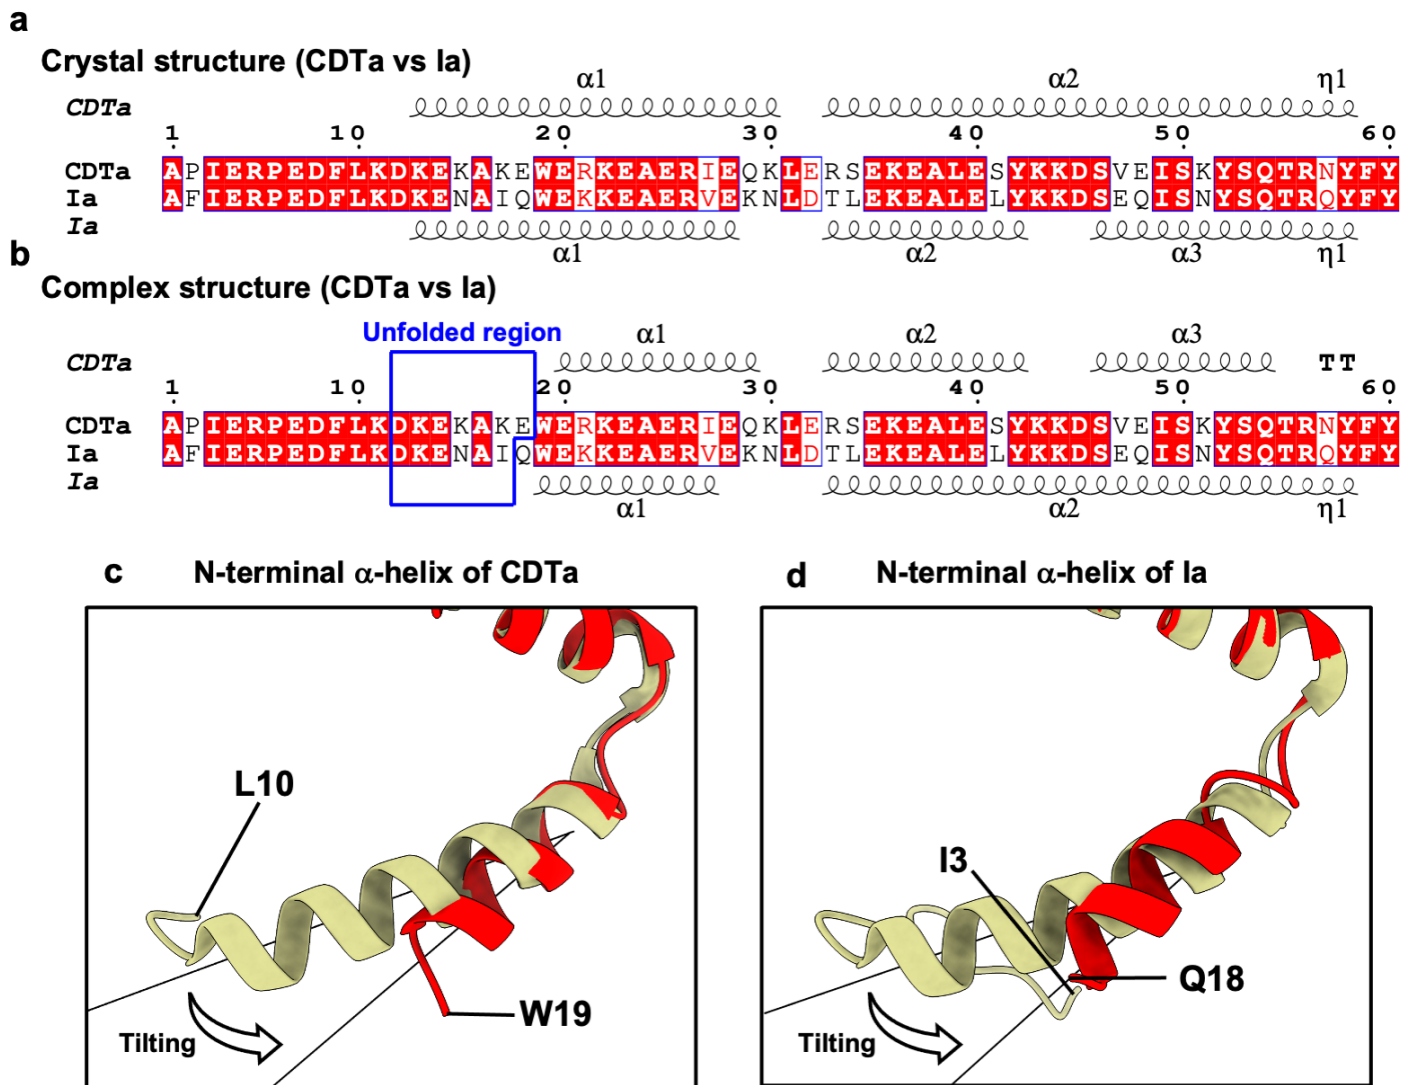 a
Crystal structure (CDTa vs Ia)
α1 α2 η1
CDTa
1 10 20 30 40 50 60
CDTa APIERPEDFLKDKEKAKEWERKEAERIEQKLERSEKEALESYKKDSVEISKYSQTRNYFY
Ia AFIERPEDFLKDKENAIQWEKKEAERVEKNLDTLEKEALELYKKDSEQISNYSQTRQYFY
Ia
α1 α2 α3 η1
b
Complex structure (CDTa vs Ia)
Unfolded region α1 α2 α3
CDTa TT
1 10 20 30 40 50 60
CDTa APIERPEDFLKDKEKAKEWERKEAERIEQKLERSEKEALESYKKDSVEISKYSQTRNYFY
Ia AFIERPEDFLKDKENAIQWEKKEAERVEKNLDTLEKEALELYKKDSEQISNYSQTRQYFY
Ia
α1 α2 η1
c N-terminal α-helix of CDTa
L10
W19
Tilting
d N-terminal α-helix of Ia
I3
Q18
Tilting